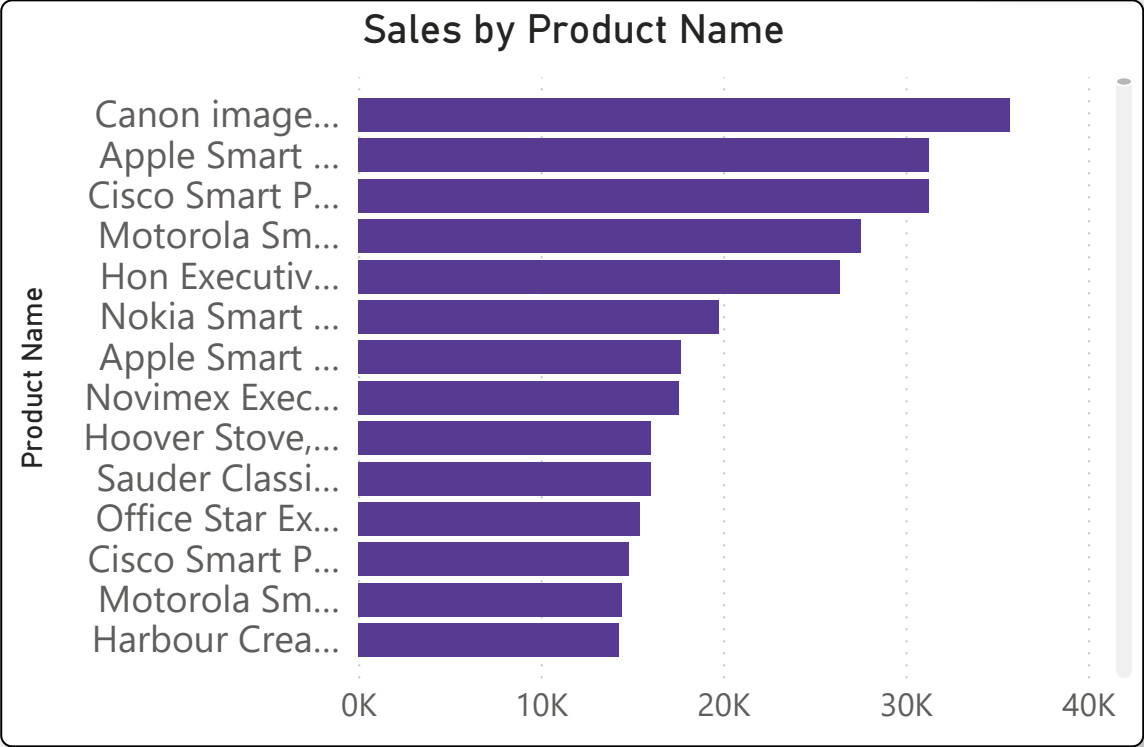 Sales by Product Name
Product Name
Canon image...
Apple Smart ...
Cisco Smart P...
Motorola Sm...
Hon Executiv...
Nokia Smart ...
Apple Smart ...
Novimex Exec...
Hoover Stove,...
Sauder Classi...
Office Star Ex...
Cisco Smart P...
Motorola Sm...
Harbour Crea...
0K 10K 20K 30K 40K